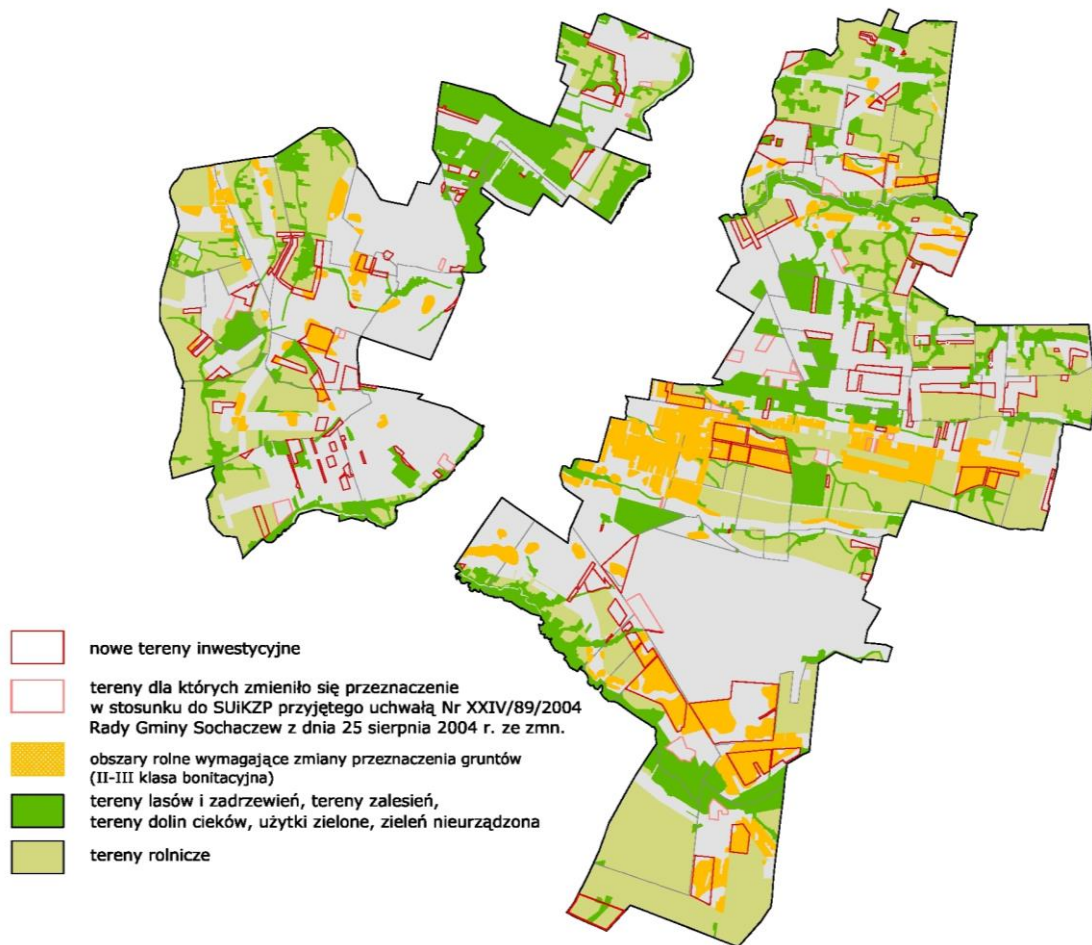 nowe tereny inwestycyjne
tereny dla których zmieniło się przeznaczenie
w stosunku do SUiKZP przyjętego uchwałą Nr XXIV/89/2004
Rady Gminy Sochaczew z dnia 25 sierpnia 2004 r. ze zmn.
obszary rolne wymagające zmiany przeznaczenia gruntów
(II-III klasa bonitacyjna)
tereny lasów i zadrzewień, tereny zalesień,
tereny dolin cieków, użytki zielone, zieleń nieurządzona
tereny rolnicze